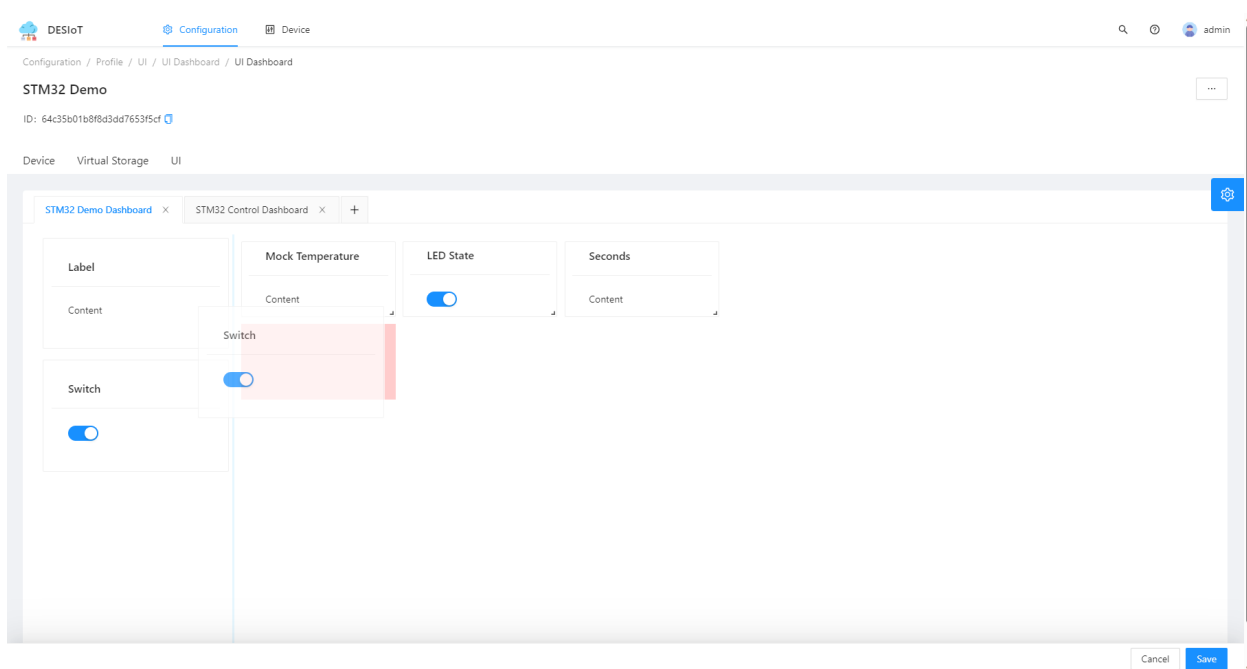 DESIoT Configuration Device admin
Configuration / Profile / UI / UI Dashboard / UI Dashboard
STM32 Demo
...
ID: 64c35b01b8f8d3dd7653f5cf
Device Virtual Storage UI
STM32 Demo Dashboard × STM32 Control Dashboard × +
Label
Content
Switch
Mock Temperature
Content
LED State
Seconds
Content
Switch
Cancel Save